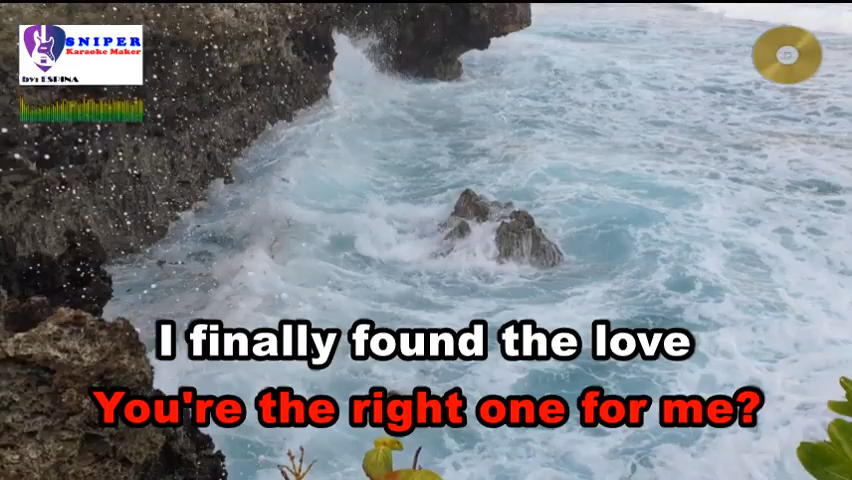 SNIPER
Karaoke Maker
by: ESPINA
I finally found the love
You're the right one for me?